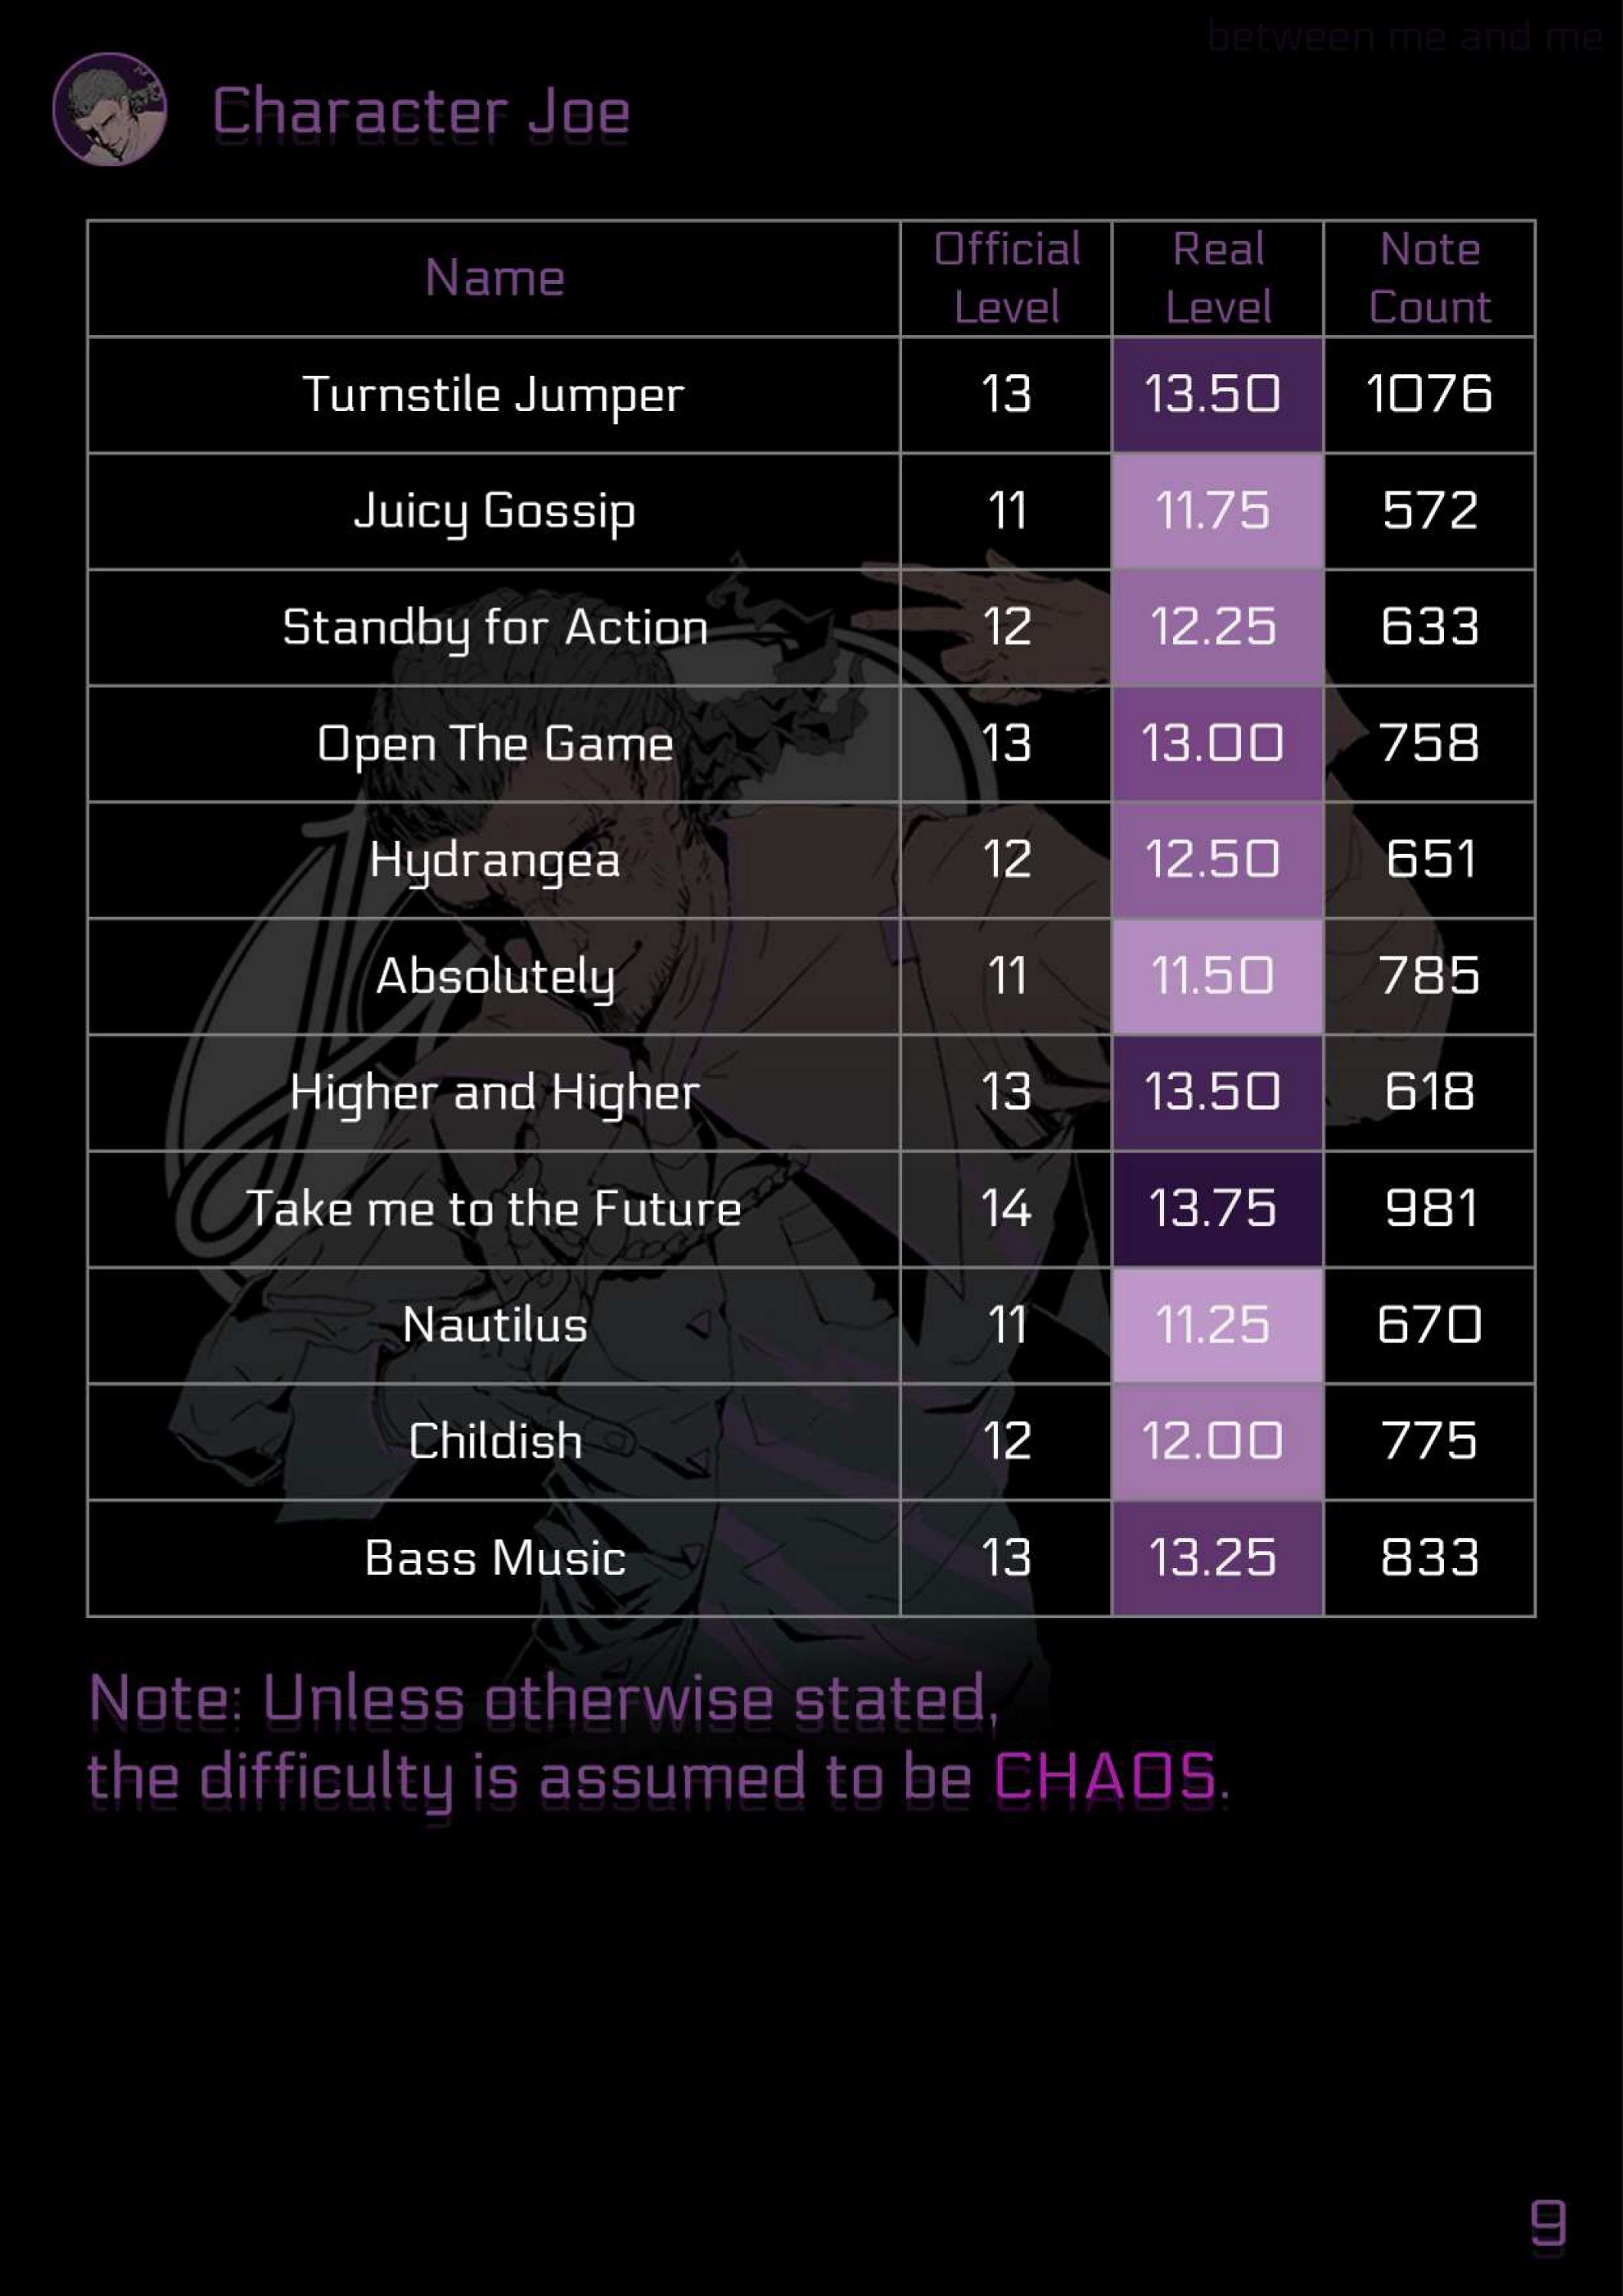 between me and me
Character Joe
Name Official Level Real Level Note Count
Turnstile Jumper 13 13.50 1076
Juicy Gossip 11 11.75 572
Standby for Action 12 12.25 633
Open The Game 13 13.00 758
Hydrangea 12 12.50 651
Absolutely 11 11.50 785
Higher and Higher 13 13.50 618
Take me to the Future 14 13.75 981
Nautilus 11 11.25 670
Childish 12 12.00 775
Bass Music 13 13.25 833
Note: Unless otherwise stated,
the difficulty is assumed to be CHAOS.
9